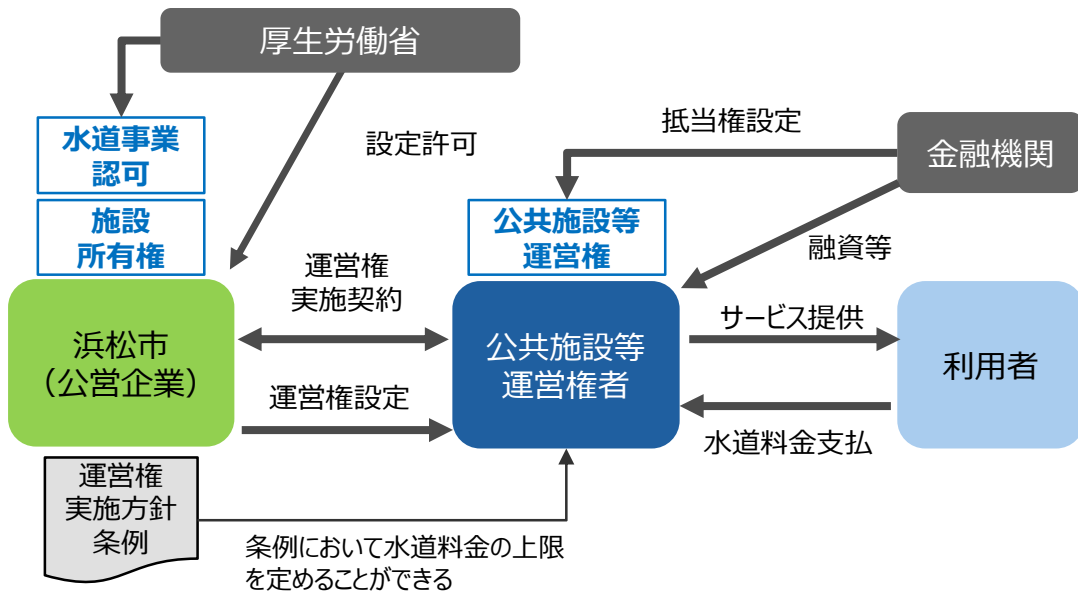 厚生労働省
水道事業
認可
設定許可
抵当権設定
金融機関
施設
所有権
公共施設等
運営権
融資等
運営権
実施契約
サービス提供
浜松市
（公営企業）
公共施設等
運営権者
利用者
運営権設定
水道料金支払
運営権
実施方針
条例
条例において水道料金の上限
を定めることができる